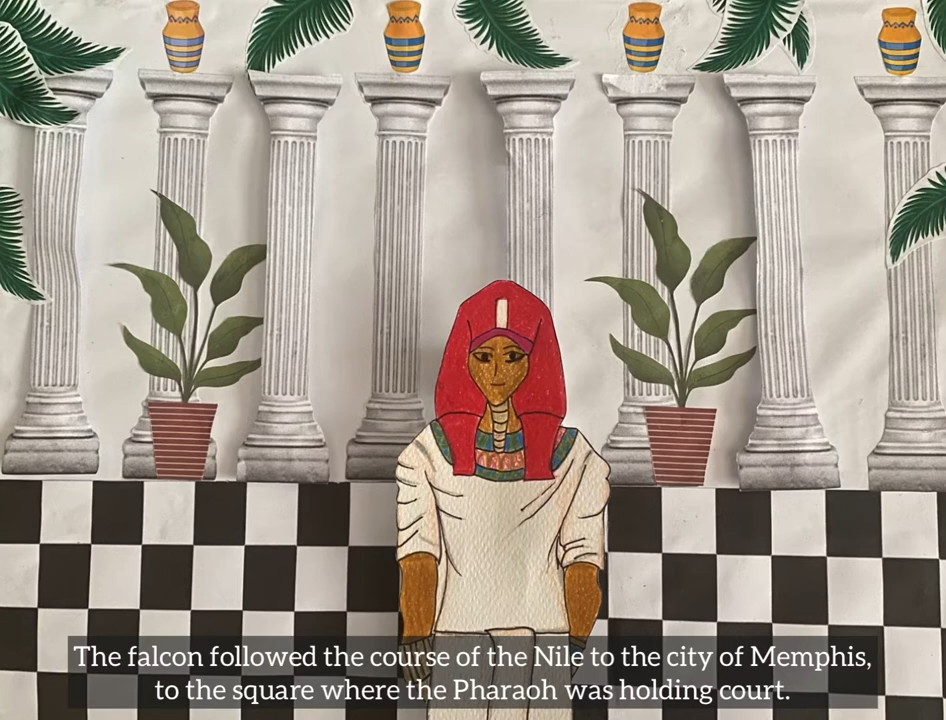 The falcon followed the course of the Nile to the city of Memphis,
to the square where the Pharaoh was holding court.